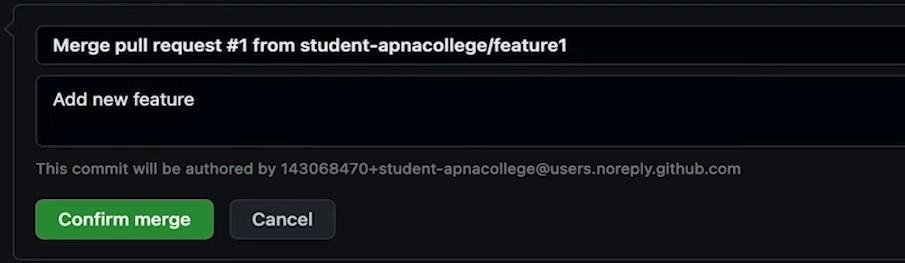 Merge pull request #1 from student-apnacollege/feature1
Add new feature
This commit will be authored by 143068470+student-apnacollege@users.noreply.github.com
Confirm merge
Cancel